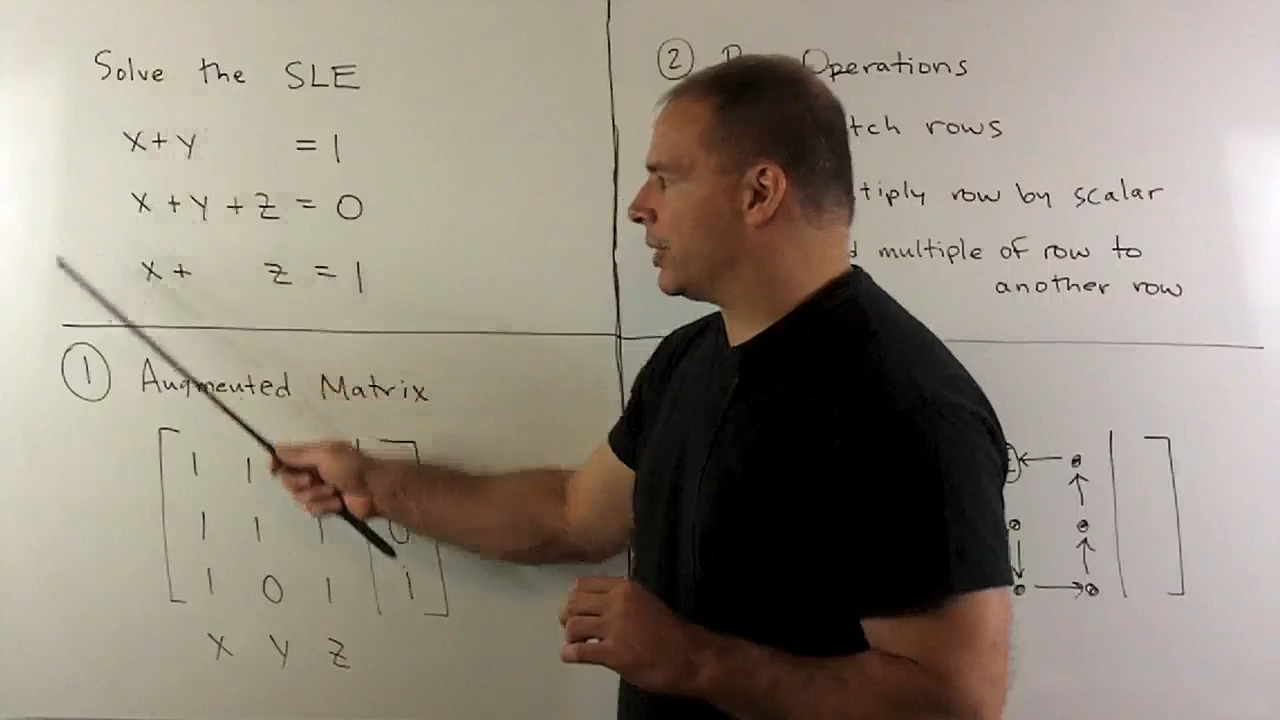 Solve the SLE
x + y = 1
x + y + z = 0
x + z = 1
① Augmented Matrix
1 1
1 1 1 0
1 0 1 1
x y z
② Operations
tch rows
tiply row by scalar
d multiple of row to
another row